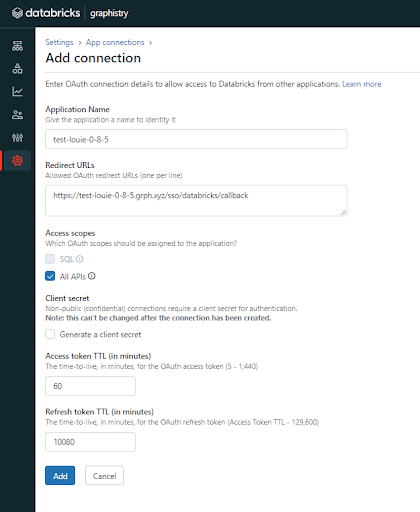 databricks graphistry
Settings > App connections >
Add connection
Enter OAuth connection details to allow access to Databricks from other applications. Learn more
Application Name
Give the application a name to identity it
test-louie-0-8-5
Redirect URLs
Allowed OAuth redirect URLs (one per line)
https://test-louie-0-8-5.grph.xyz/sso/databricks/callback
Access scopes
Which OAuth scopes should be assigned to the application?
SQL
All APIs
Client secret
Non-public (confidential) connections require a client secret for authentication.
Note: this can't be changed after the connection has been created.
Generate a client secret
Access token TTL (in minutes)
The time-to-live, in minutes, for the OAuth access token (5 - 1,440)
60
Refresh token TTL (in minutes)
The time-to-live, in minutes, for the OAuth refresh token (Access Token TTL - 129,600)
10080
Add Cancel